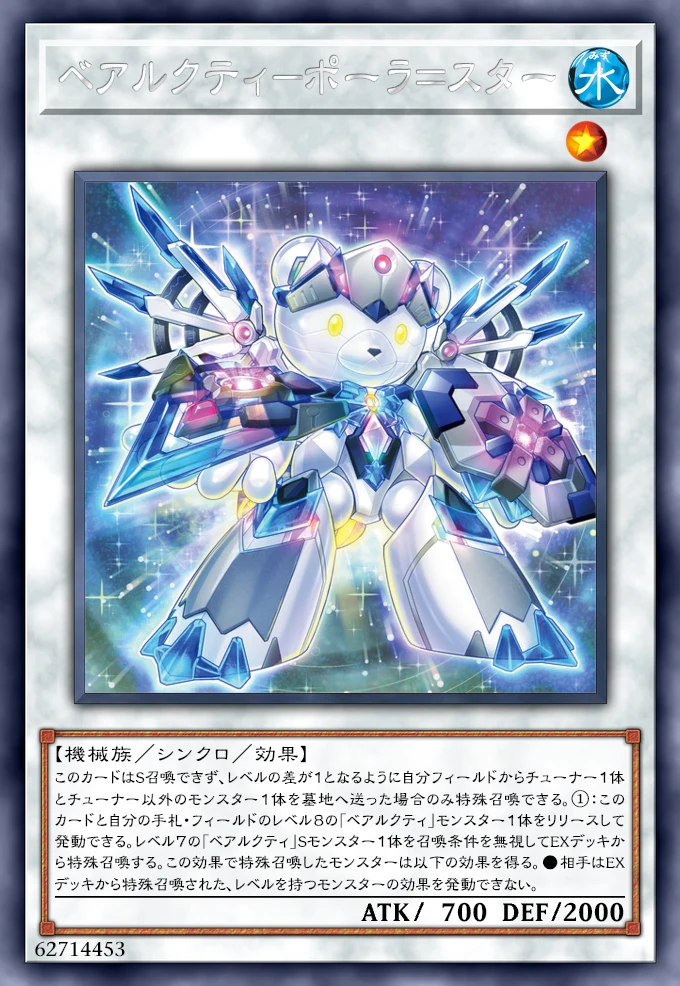 ベアルクティ－ポーラ＝スター
みず
水
【機械族／シンクロ／効果】
このカードはS召喚できず、レベルの差が1となるように自分フィールドからチューナー1体
とチューナー以外のモンスター1体を墓地へ送った場合のみ特殊召喚できる。①：この
カードと自分の手札・フィールドのレベル8の「ベアルクティ」モンスター1体をリリースして
発動できる。レベル7の「ベアルクティ」Sモンスター1体を召喚条件を無視してEXデッキか
ら特殊召喚する。この効果で特殊召喚したモンスターは以下の効果を得る。●相手はEX
デッキから特殊召喚された、レベルを持つモンスターの効果を発動できない。
ATK/ 700 DEF/2000
62714453